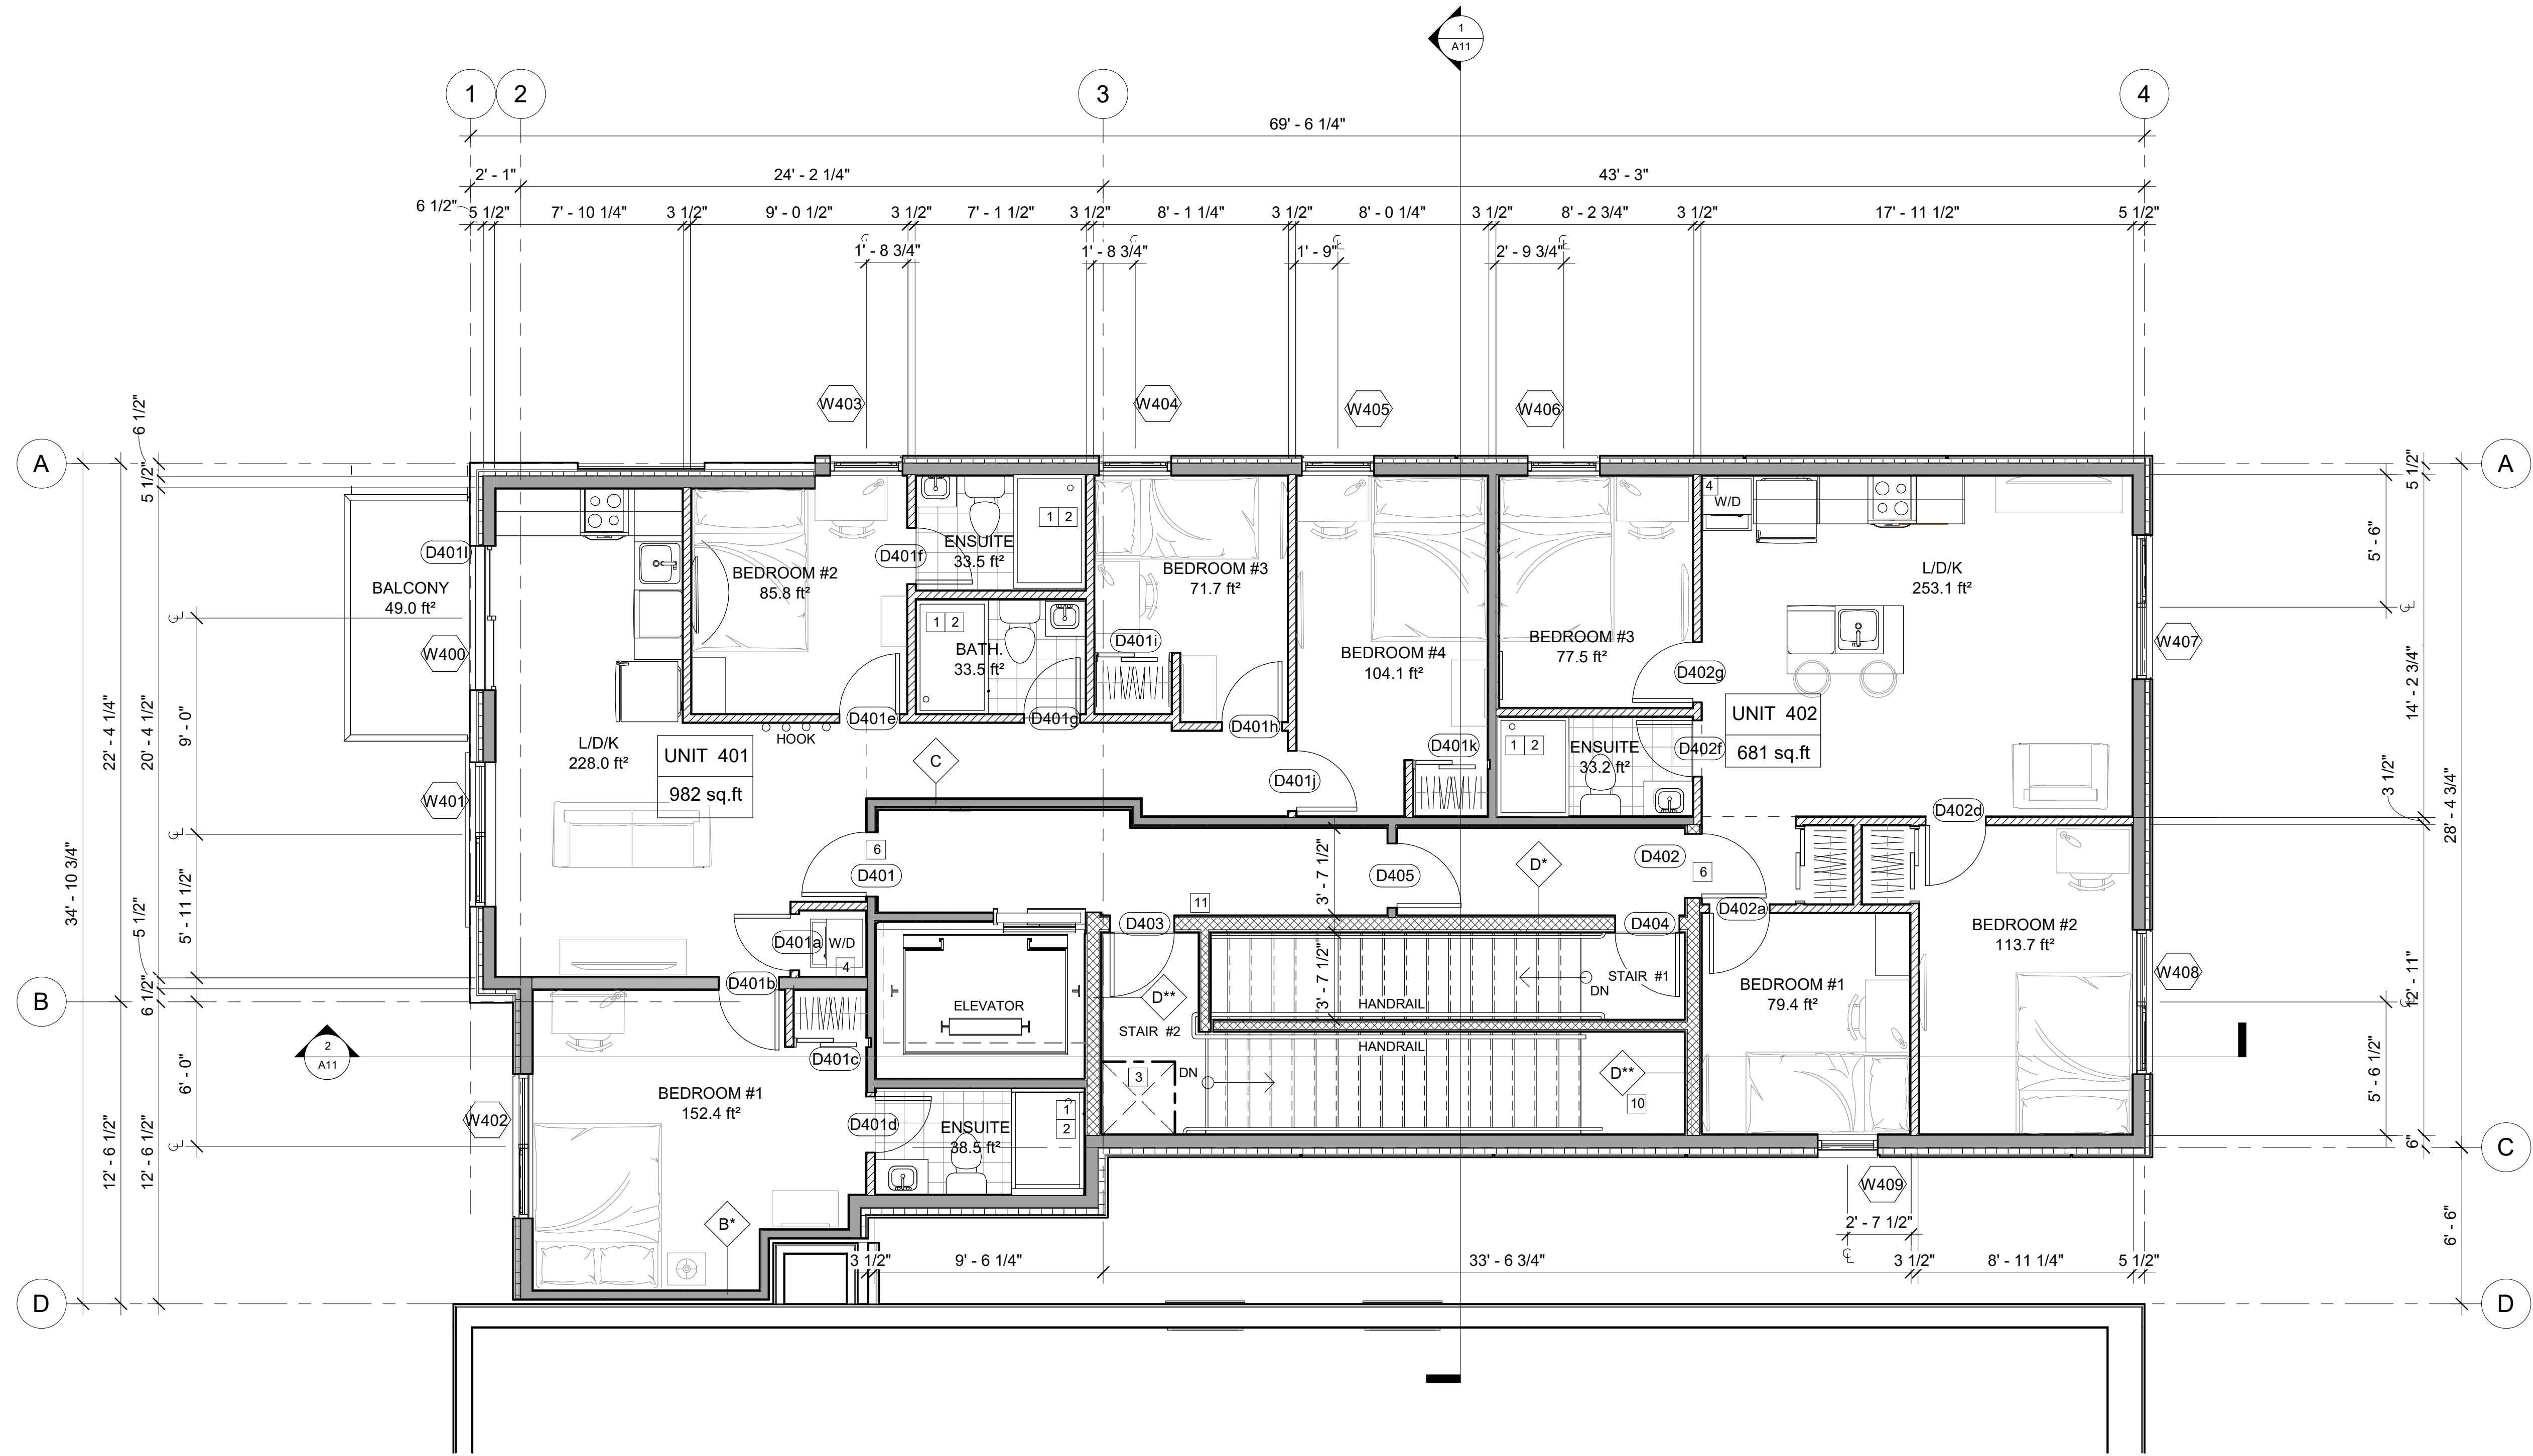 1
A11
1
2
3
4
69' - 6 1/4"
2' - 1"
24' - 2 1/4"
43' - 3"
6 1/2"
5 1/2"
7' - 10 1/4"
3 1/2"
9' - 0 1/2"
3 1/2"
7' - 1 1/2"
3 1/2"
8' - 1 1/4"
3 1/2"
8' - 0 1/4"
3 1/2"
8' - 2 3/4"
3 1/2"
17' - 11 1/2"
5 1/2"
1' - 8 3/4"
1' - 8 3/4"
1' - 9"
2' - 9 3/4"
W403
W404
W405
W406
A
A
6 1/2"
5 1/2"
5 1/2"
5' - 6"
W/D
4
1 2
D401l
D401f
ENSUITE
33.5 ft²
BEDROOM #2
85.8 ft²
BEDROOM #3
71.7 ft²
L/D/K
253.1 ft²
BALCONY
49.0 ft²
1 2
BATH.
33.5 ft²
D401i
BEDROOM #4
104.1 ft²
BEDROOM #3
77.5 ft²
W400
W407
D402g
D401e
D401g
D401h
HOOK
UNIT 402
681 sq.ft
L/D/K
228.0 ft²
UNIT 401
982 sq.ft
C
D401k
1 2
ENSUITE
33.2 ft²
D402f
D401j
W401
D402d
9' - 0"
22' - 4 1/4"
20' - 4 1/2"
14' - 2 3/4"
3 1/2"
28' - 4 3/4"
6
D401
3' - 7 1/2"
D405
D*
D402
6
34' - 10 3/4"
5' - 11 1/2"
5 1/2"
6 1/2"
11
D403
D404
D402a
D401a
W/D
4
BEDROOM #2
113.7 ft²
D401b
3' - 7 1/2"
STAIR #1
DN
HANDRAIL
BEDROOM #1
79.4 ft²
W408
12' - 11"
B
ELEVATOR
D**
STAIR #2
2
A11
D401c
HANDRAIL
3
DN
D**
10
6' - 0"
12' - 6 1/2"
12' - 6 1/2"
5' - 6 1/2"
6"
BEDROOM #1
152.4 ft²
W402
D401d
ENSUITE
38.5 ft²
1
2
C
W409
B*
2' - 7 1/2"
6' - 6"
3 1/2"
9' - 6 1/4"
33' - 6 3/4"
3 1/2"
8' - 11 1/4"
5 1/2"
D
D